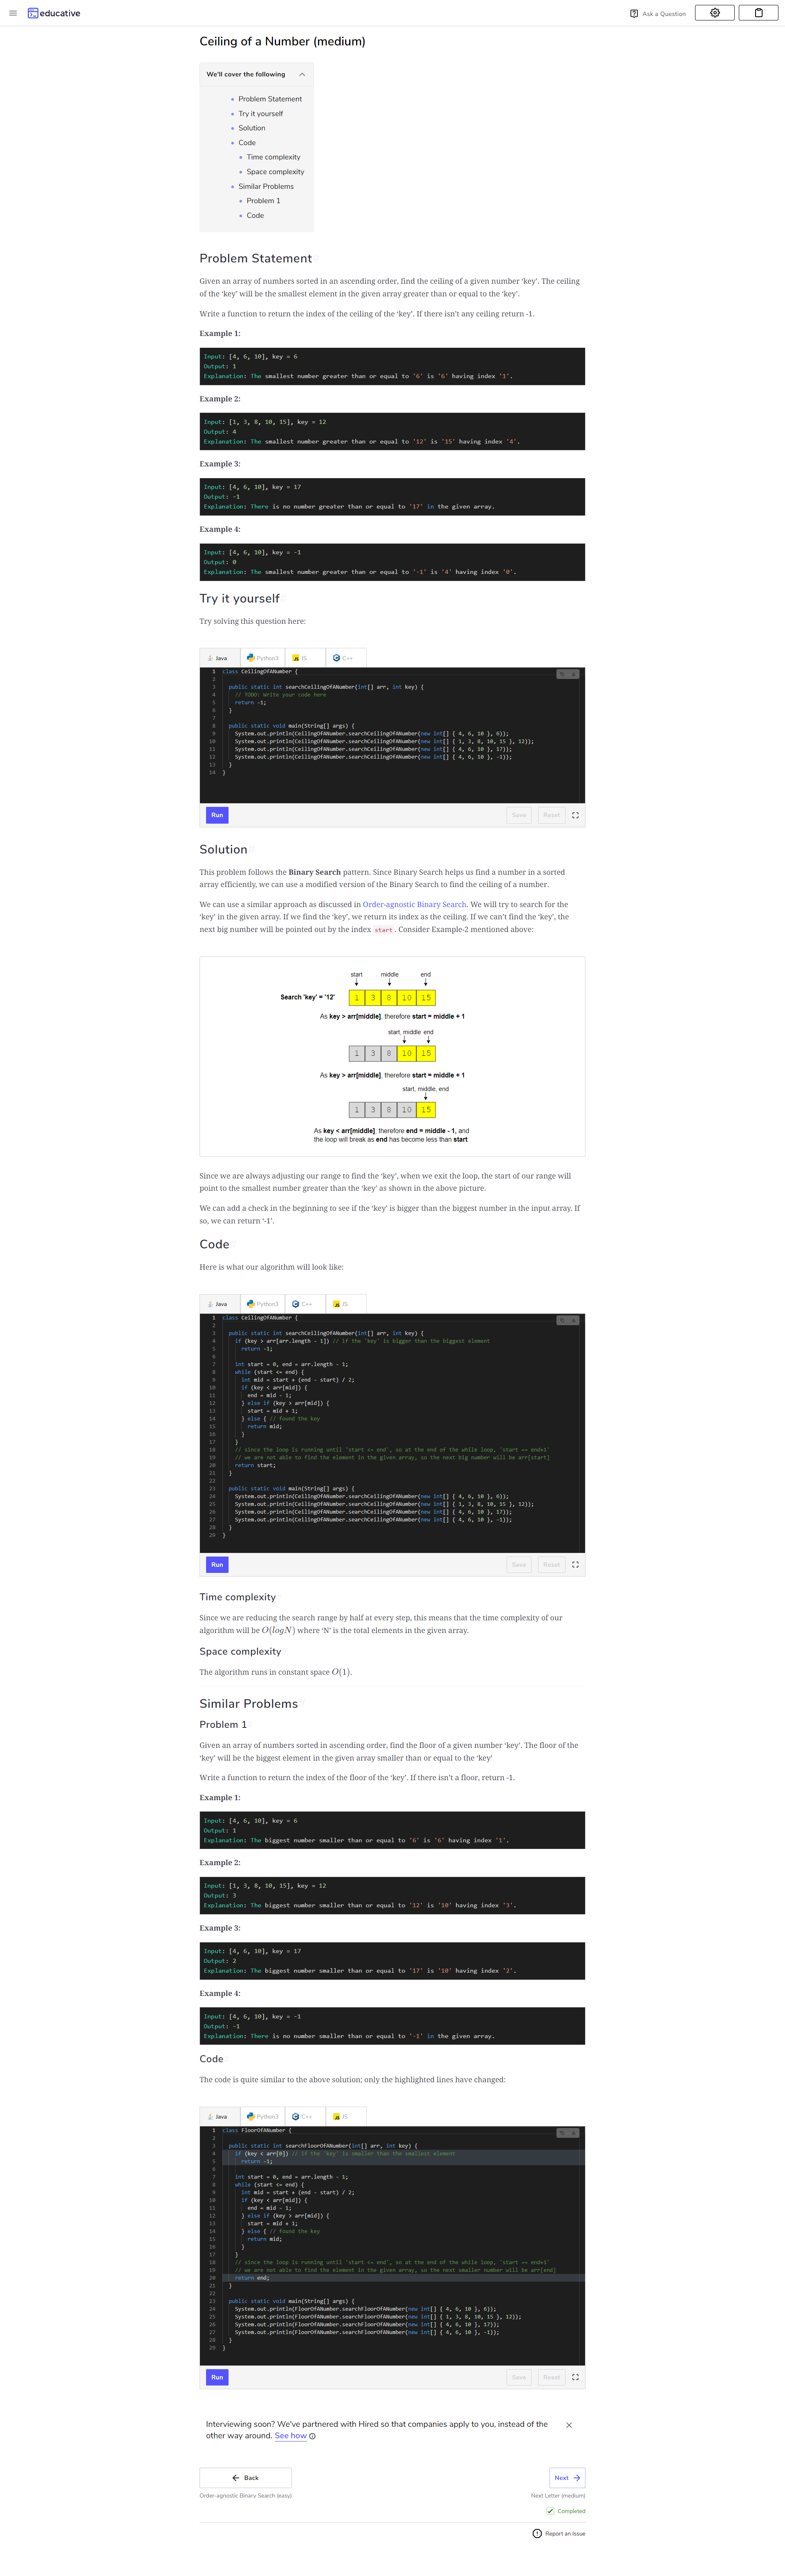 educative
Ask a Question
Ceiling of a Number (medium)
We'll cover the following
Problem Statement
Try it yourself
Solution
Code
Time complexity
Space complexity
Similar Problems
Problem 1
Code
Problem Statement
Given an array of numbers sorted in an ascending order, find the ceiling of a given number ‘key’. The ceiling
of the ‘key’ will be the smallest element in the given array greater than or equal to the ‘key’.
Write a function to return the index of the ceiling of the ‘key’. If there isn’t any ceiling return -1.
Example 1:
Input: [4, 6, 10], key = 6
Output: 1
Explanation: The smallest number greater than or equal to '6' is '6' having index '1'.
Example 2:
Input: [1, 3, 8, 10, 15], key = 12
Output: 4
Explanation: The smallest number greater than or equal to '12' is '15' having index '4'.
Example 3:
Input: [4, 6, 10], key = 17
Output: -1
Explanation: There is no number greater than or equal to '17' in the given array.
Example 4:
Input: [4, 6, 10], key = -1
Output: 0
Explanation: The smallest number greater than or equal to '-1' is '4' having index '0'.
Try it yourself
Try solving this question here:
Java Python3 JS C++
1 class CeilingOfANumber {
2
3 public static int searchCeilingOfANumber(int[] arr, int key) {
4 // TODO: Write your code here
5 return -1;
6 }
7
8 public static void main(String[] args) {
9 System.out.println(CeilingOfANumber.searchCeilingOfANumber(new int[] { 4, 6, 10 }, 6));
10 System.out.println(CeilingOfANumber.searchCeilingOfANumber(new int[] { 1, 3, 8, 10, 15 }, 12));
11 System.out.println(CeilingOfANumber.searchCeilingOfANumber(new int[] { 4, 6, 10 }, 17));
12 System.out.println(CeilingOfANumber.searchCeilingOfANumber(new int[] { 4, 6, 10 }, -1));
13 }
14 }
Run Save Reset
Solution
This problem follows the Binary Search pattern. Since Binary Search helps us find a number in a sorted
array efficiently, we can use a modified version of the Binary Search to find the ceiling of a number.
We can use a similar approach as discussed in Order-agnostic Binary Search. We will try to search for the
‘key’ in the given array. If we find the ‘key’, we return its index as the ceiling. If we can’t find the ‘key’, the
next big number will be pointed out by the index start. Consider Example-2 mentioned above:
start middle end
Search 'key' = '12' 1 3 8 10 15
As key > arr[middle], therefore start = middle + 1
start, middle end
1 3 8 10 15
As key > arr[middle], therefore start = middle + 1
start, middle, end
1 3 8 10 15
As key < arr[middle], therefore end = middle - 1, and
the loop will break as end has become less than start
Since we are always adjusting our range to find the ‘key’, when we exit the loop, the start of our range will
point to the smallest number greater than the ‘key’ as shown in the above picture.
We can add a check in the beginning to see if the ‘key’ is bigger than the biggest number in the input array. If
so, we can return ‘-1’.
Code
Here is what our algorithm will look like:
Java Python3 C++ JS
1 class CeilingOfANumber {
2
3 public static int searchCeilingOfANumber(int[] arr, int key) {
4 if (key > arr[arr.length - 1]) // if the 'key' is bigger than the biggest element
5 return -1;
6
7 int start = 0, end = arr.length - 1;
8 while (start <= end) {
9 int mid = start + (end - start) / 2;
10 if (key < arr[mid]) {
11 end = mid - 1;
12 } else if (key > arr[mid]) {
13 start = mid + 1;
14 } else { // found the key
15 return mid;
16 }
17 }
18 // since the loop is running until 'start <= end', so at the end of the while loop, 'start == end+1'
19 // we are not able to find the element in the given array, so the next big number will be arr[start]
20 return start;
21 }
22
23 public static void main(String[] args) {
24 System.out.println(CeilingOfANumber.searchCeilingOfANumber(new int[] { 4, 6, 10 }, 6));
25 System.out.println(CeilingOfANumber.searchCeilingOfANumber(new int[] { 1, 3, 8, 10, 15 }, 12));
26 System.out.println(CeilingOfANumber.searchCeilingOfANumber(new int[] { 4, 6, 10 }, 17));
27 System.out.println(CeilingOfANumber.searchCeilingOfANumber(new int[] { 4, 6, 10 }, -1));
28 }
29 }
Run Save Reset
Time complexity
Since we are reducing the search range by half at every step, this means that the time complexity of our
algorithm will be O(logN) where ‘N’ is the total elements in the given array.
Space complexity
The algorithm runs in constant space O(1).
Similar Problems
Problem 1
Given an array of numbers sorted in ascending order, find the floor of a given number ‘key’. The floor of the
‘key’ will be the biggest element in the given array smaller than or equal to the ‘key’
Write a function to return the index of the floor of the ‘key’. If there isn’t a floor, return -1.
Example 1:
Input: [4, 6, 10], key = 6
Output: 1
Explanation: The biggest number smaller than or equal to '6' is '6' having index '1'.
Example 2:
Input: [1, 3, 8, 10, 15], key = 12
Output: 3
Explanation: The biggest number smaller than or equal to '12' is '10' having index '3'.
Example 3:
Input: [4, 6, 10], key = 17
Output: 2
Explanation: The biggest number smaller than or equal to '17' is '10' having index '2'.
Example 4:
Input: [4, 6, 10], key = -1
Output: -1
Explanation: There is no number smaller than or equal to '-1' in the given array.
Code
The code is quite similar to the above solution; only the highlighted lines have changed:
Java Python3 C++ JS
1 class FloorOfANumber {
2
3 public static int searchFloorOfANumber(int[] arr, int key) {
4 if (key < arr[0]) // if the 'key' is smaller than the smallest element
5 return -1;
6
7 int start = 0, end = arr.length - 1;
8 while (start <= end) {
9 int mid = start + (end - start) / 2;
10 if (key < arr[mid]) {
11 end = mid - 1;
12 } else if (key > arr[mid]) {
13 start = mid + 1;
14 } else { // found the key
15 return mid;
16 }
17 }
18 // since the loop is running until 'start <= end', so at the end of the while loop, 'start == end+1'
19 // we are not able to find the element in the given array, so the next smaller number will be arr[end]
20 return end;
21 }
22
23 public static void main(String[] args) {
24 System.out.println(FloorOfANumber.searchFloorOfANumber(new int[] { 4, 6, 10 }, 6));
25 System.out.println(FloorOfANumber.searchFloorOfANumber(new int[] { 1, 3, 8, 10, 15 }, 12));
26 System.out.println(FloorOfANumber.searchFloorOfANumber(new int[] { 4, 6, 10 }, 17));
27 System.out.println(FloorOfANumber.searchFloorOfANumber(new int[] { 4, 6, 10 }, -1));
28 }
29 }
Run Save Reset
Interviewing soon? We've partnered with Hired so that companies apply to you, instead of the
other way around. See how
Back Next
Order-agnostic Binary Search (easy) Next Letter (medium)
Completed
Report an Issue